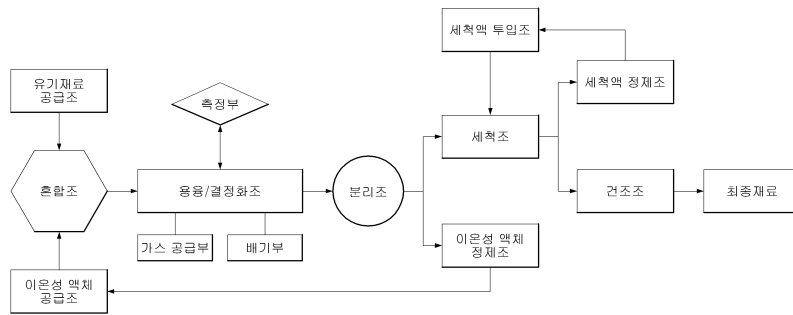 세척액 투입조
유기재료
공급조
측정부
세척액 정제조
세척조
혼합조
용융/결정화조
분리조
건조조
최종재료
가스 공급부
배기부
이온성 액체
정제조
이온성 액체
공급조